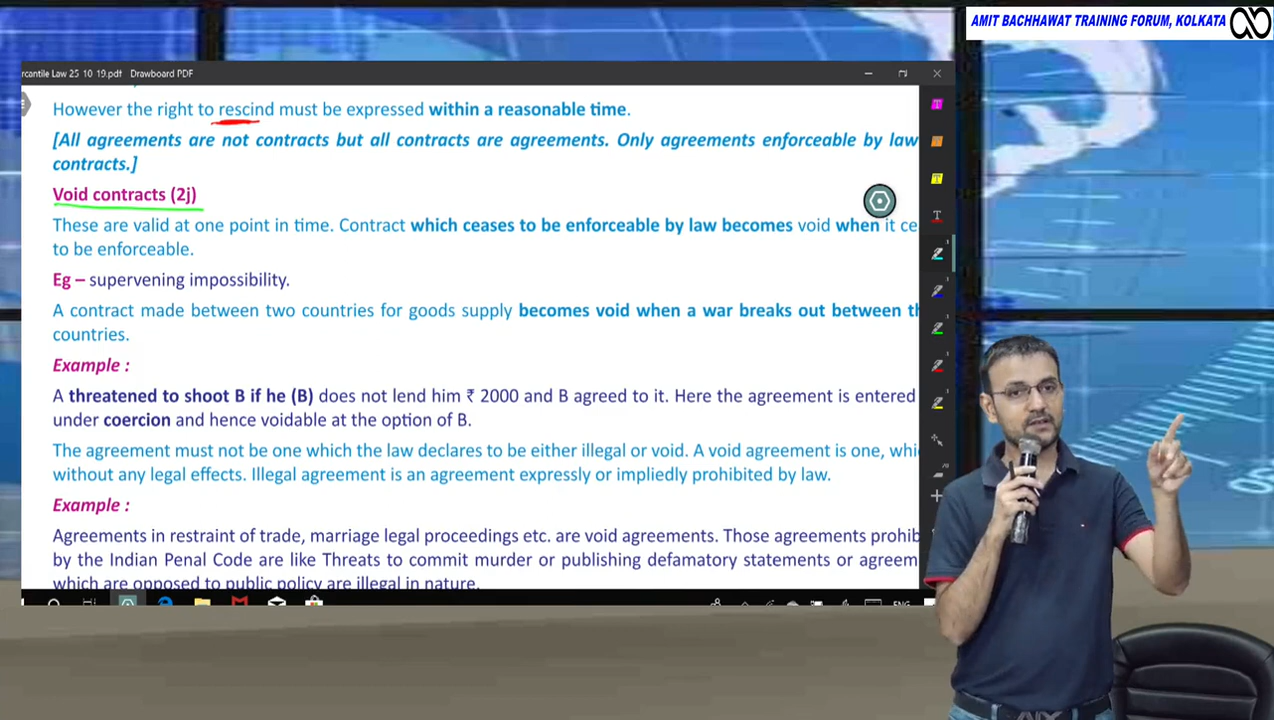 AMIT BACHHAWAT TRAINING FORUM, KOLKATA
rcantile Law 25 10 19.pdf Drawboard PDF
However the right to rescind must be expressed within a reasonable time.
[All agreements are not contracts but all contracts are agreements. Only agreements enforceable by law
contracts.]
Void contracts (2j)
These are valid at one point in time. Contract which ceases to be enforceable by law becomes void when it ce
to be enforceable.
Eg – supervening impossibility.
A contract made between two countries for goods supply becomes void when a war breaks out between th
countries.
Example :
A threatened to shoot B if he (B) does not lend him ₹ 2000 and B agreed to it. Here the agreement is entered
under coercion and hence voidable at the option of B.
The agreement must not be one which the law declares to be either illegal or void. A void agreement is one, whi
without any legal effects. Illegal agreement is an agreement expressly or impliedly prohibited by law.
Example :
Agreements in restraint of trade, marriage legal proceedings etc. are void agreements. Those agreements prohib
by the Indian Penal Code are like Threats to commit murder or publishing defamatory statements or agreem
which are opposed to public policy are illegal in nature.
ENG